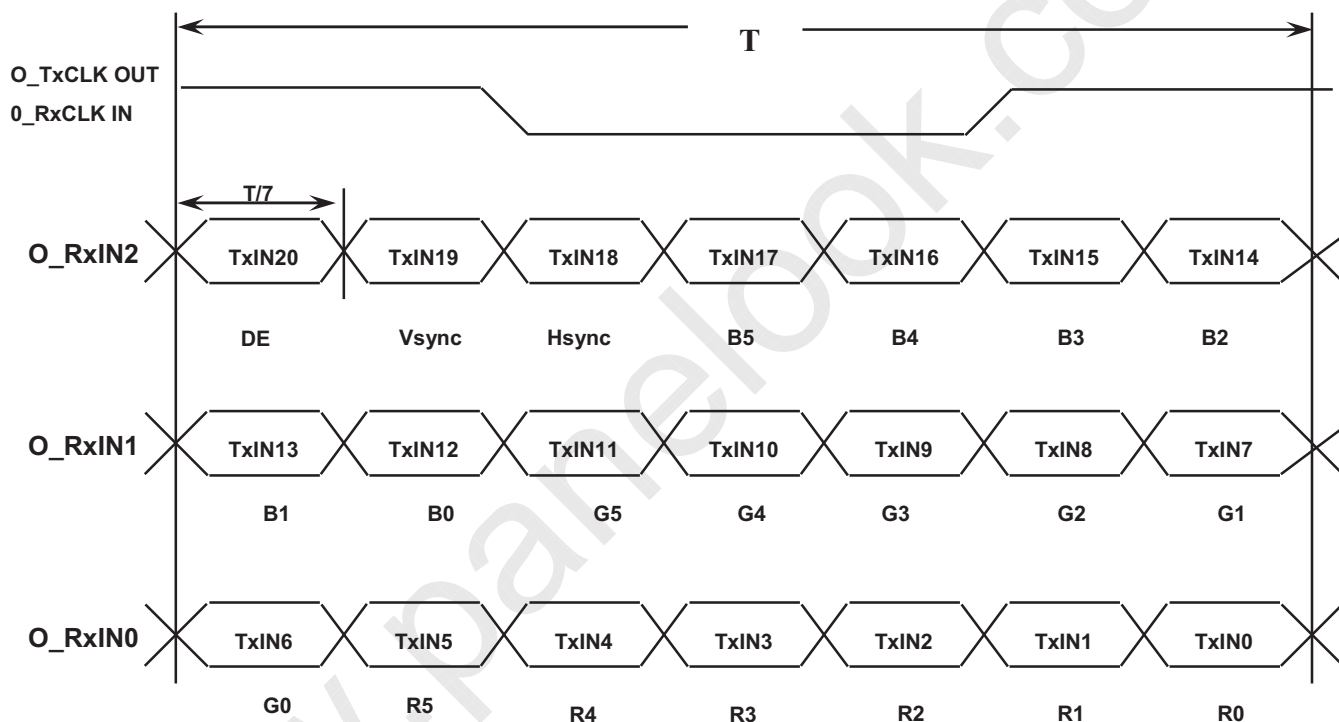 T
O_TxCLK OUT
0_RxCLK IN
T/7
O_RxIN2
TxIN20 TxIN19 TxIN18 TxIN17 TxIN16 TxIN15 TxIN14
DE Vsync Hsync B5 B4 B3 B2
O_RxIN1
TxIN13 TxIN12 TxIN11 TxIN10 TxIN9 TxIN8 TxIN7
B1 B0 G5 G4 G3 G2 G1
O_RxIN0
TxIN6 TxIN5 TxIN4 TxIN3 TxIN2 TxIN1 TxIN0
G0 R5 R4 R3 R2 R1 R0
.panelook.co